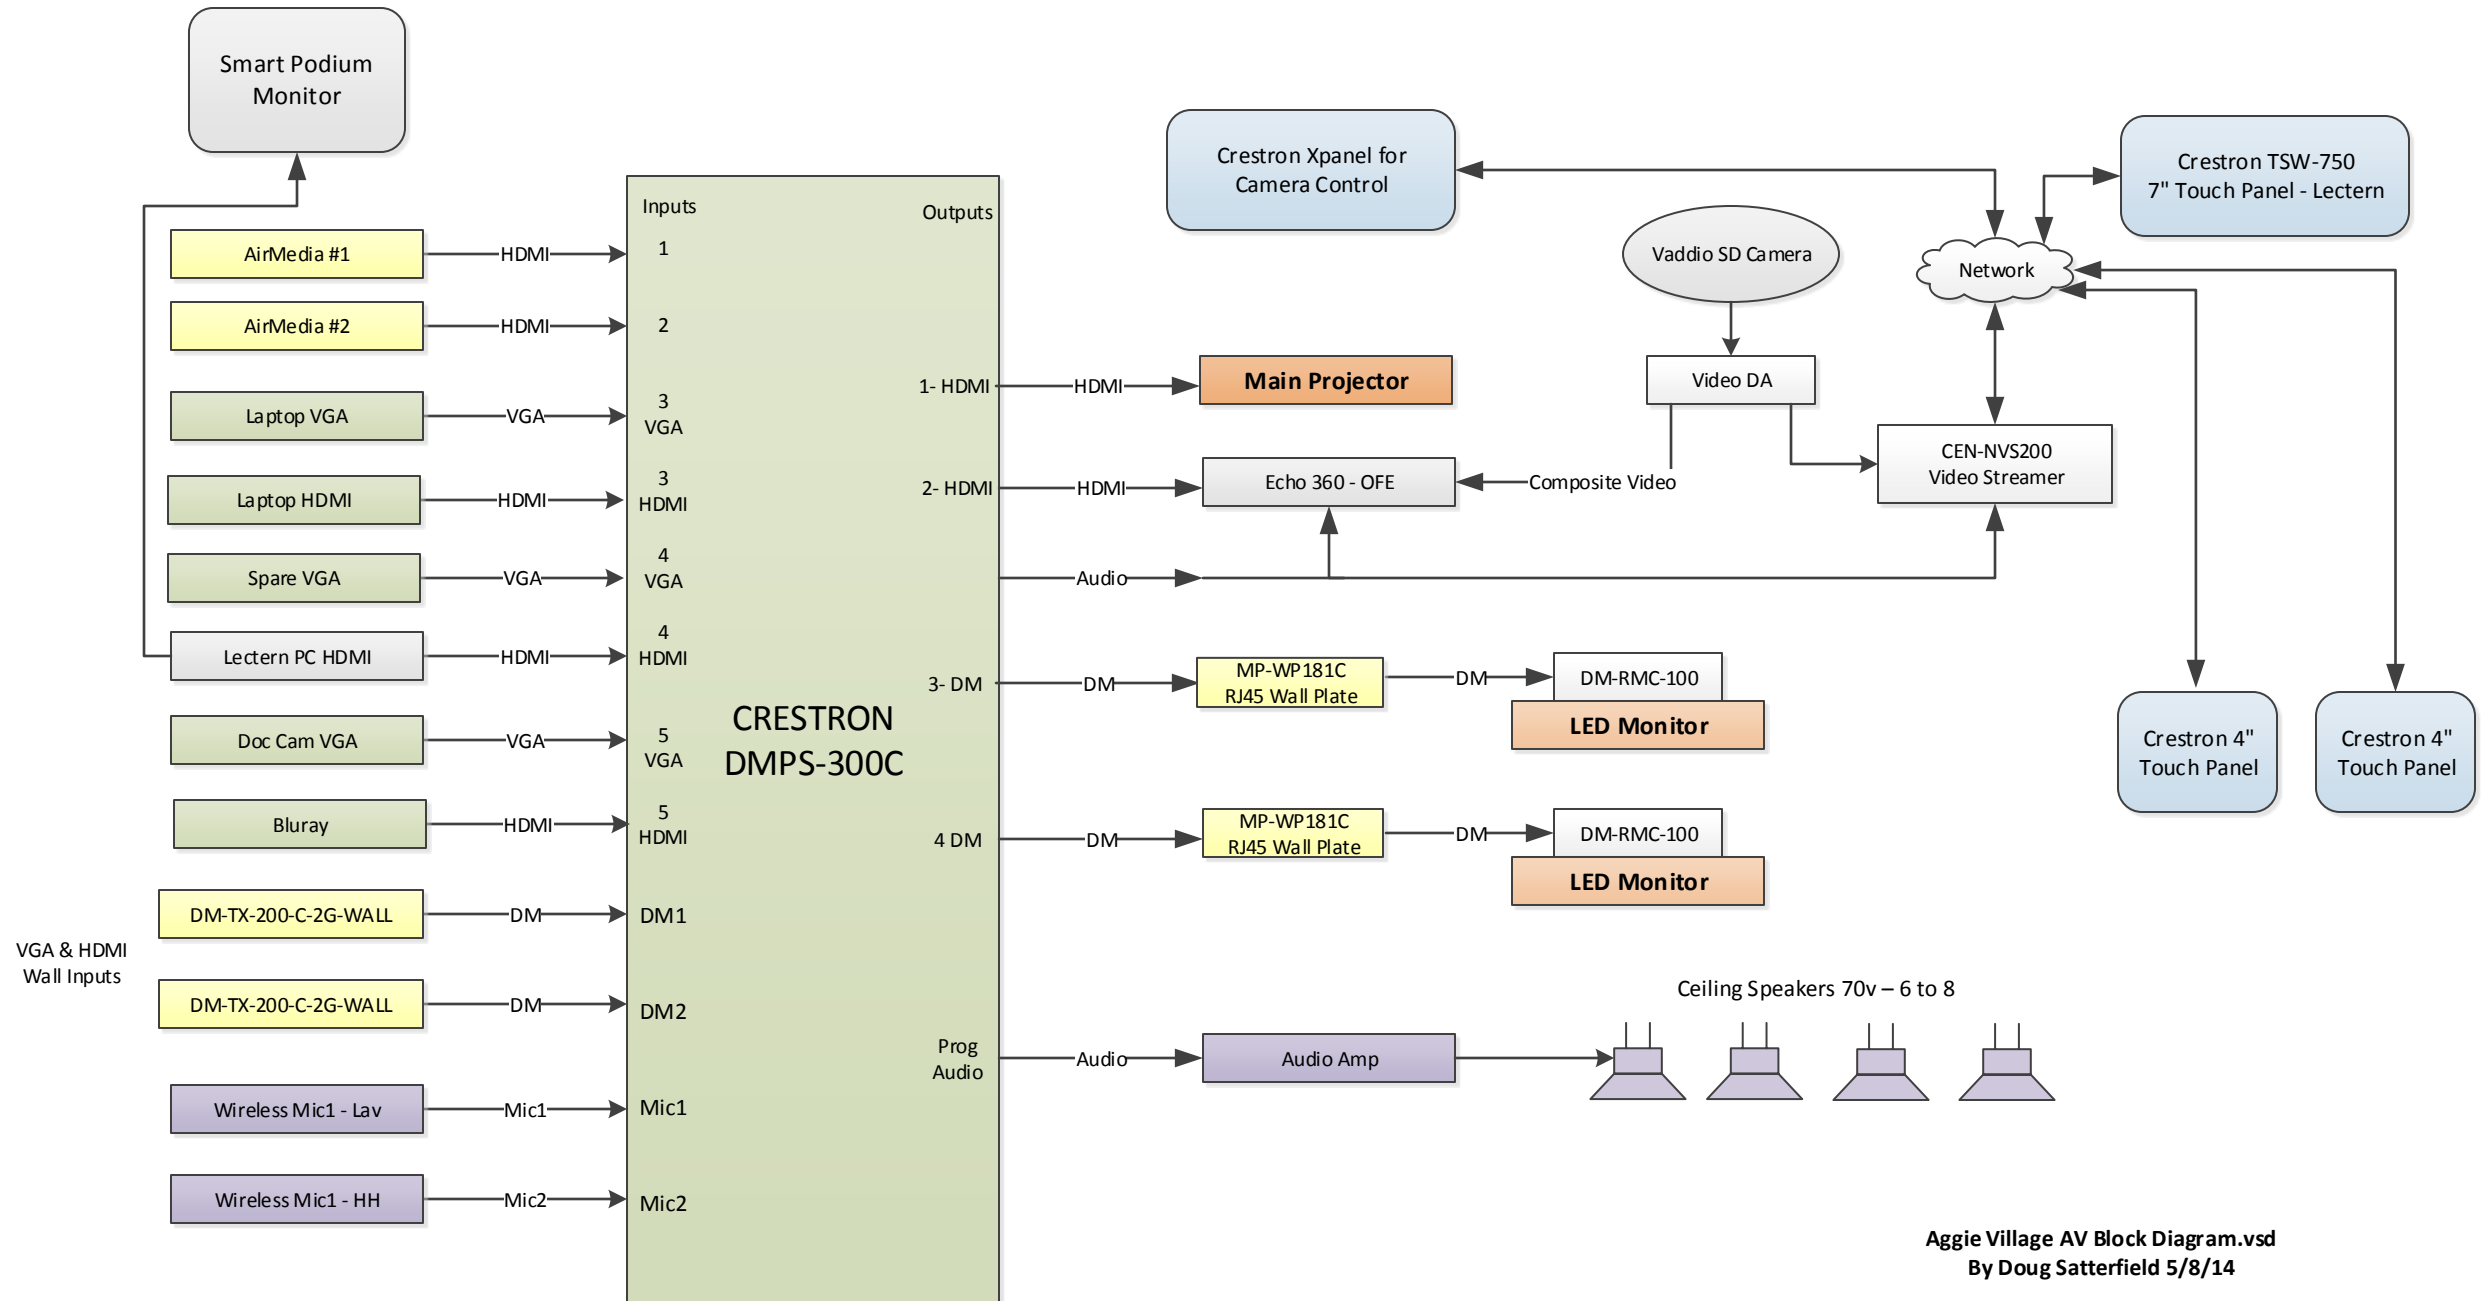 Smart Podium
Monitor
AirMedia #1
HDMI
AirMedia #2
HDMI
Laptop VGA
VGA
Laptop HDMI
HDMI
Spare VGA
VGA
Lectern PC HDMI
HDMI
Doc Cam VGA
VGA
Bluray
HDMI
DM-TX-200-C-2G-WALL
DM
VGA & HDMI
Wall Inputs
DM-TX-200-C-2G-WALL
DM
Wireless Mic1 - Lav
Mic1
Wireless Mic1 - HH
Mic2
Inputs
1
2
3
VGA
3
HDMI
4
VGA
4
HDMI
5
VGA
5
HDMI
DM1
DM2
Mic1
Mic2
CRESTRON
DMPS-300C
Outputs
1- HDMI
2- HDMI
3- DM
4 DM
Prog
Audio
HDMI
Main Projector
HDMI
Echo 360 - OFE
Composite Video
Audio
DM
MP-WP181C
RJ45 Wall Plate
DM
DM-RMC-100
LED Monitor
DM
MP-WP181C
RJ45 Wall Plate
DM
DM-RMC-100
LED Monitor
Audio
Audio Amp
Ceiling Speakers 70v – 6 to 8
Crestron Xpanel for
Camera Control
Vaddio SD Camera
Video DA
Network
CEN-NVS200
Video Streamer
Crestron TSW-750
7" Touch Panel - Lectern
Crestron 4"
Touch Panel
Crestron 4"
Touch Panel
Aggie Village AV Block Diagram.vsd
By Doug Satterfield 5/8/14